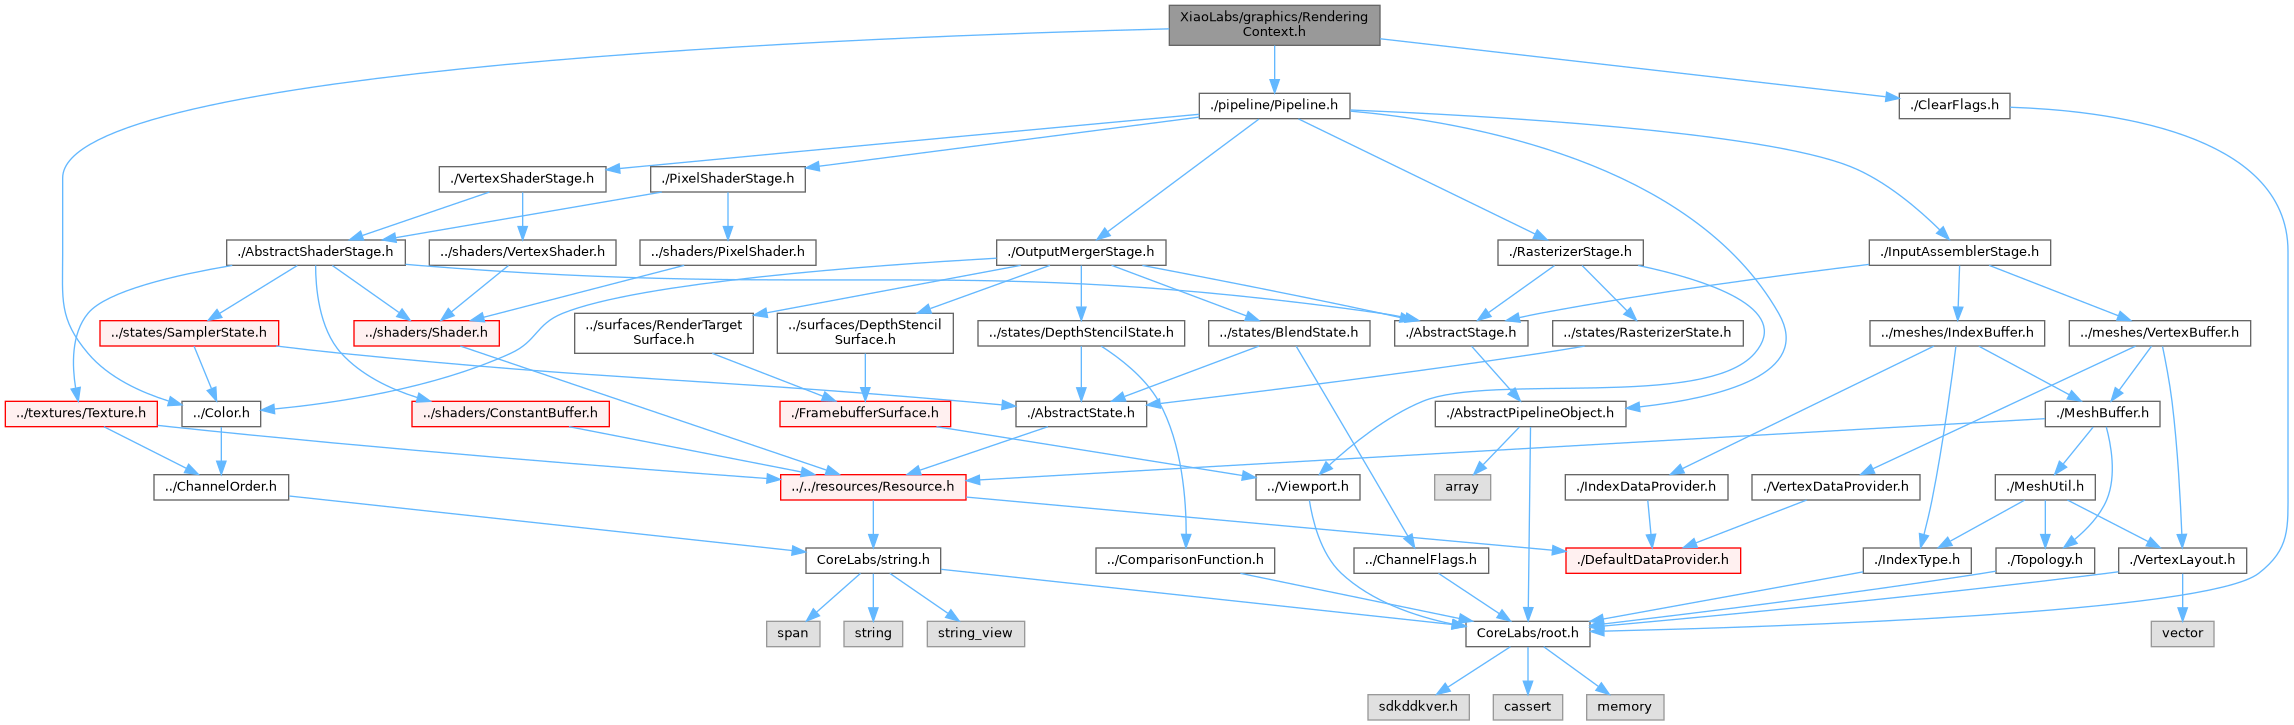 XiaoLabs/graphics/Rendering
Context.h
./pipeline/Pipeline.h
./ClearFlags.h
./VertexShaderStage.h
./PixelShaderStage.h
./AbstractShaderStage.h
../shaders/VertexShader.h
../shaders/PixelShader.h
./OutputMergerStage.h
./RasterizerStage.h
./InputAssemblerStage.h
../states/SamplerState.h
../shaders/Shader.h
../surfaces/RenderTarget
Surface.h
../surfaces/DepthStencil
Surface.h
../states/DepthStencilState.h
../states/BlendState.h
./AbstractStage.h
../states/RasterizerState.h
../meshes/IndexBuffer.h
../meshes/VertexBuffer.h
../textures/Texture.h
../Color.h
../shaders/ConstantBuffer.h
./FramebufferSurface.h
./AbstractState.h
./AbstractPipelineObject.h
./MeshBuffer.h
../ChannelOrder.h
../../resources/Resource.h
../Viewport.h
array
./IndexDataProvider.h
./VertexDataProvider.h
./MeshUtil.h
CoreLabs/string.h
../ComparisonFunction.h
../ChannelFlags.h
./DefaultDataProvider.h
./IndexType.h
./Topology.h
./VertexLayout.h
span
string
string_view
CoreLabs/root.h
vector
sdkddkver.h
cassert
memory